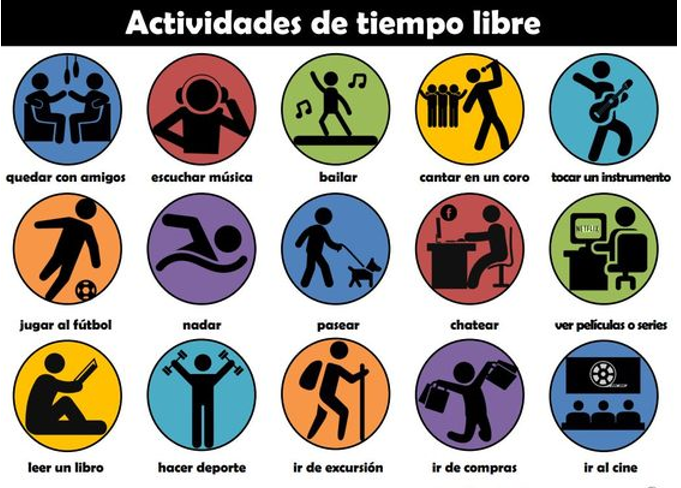 Actividades de tiempo libre
quedar con amigos
escuchar música
bailar
cantar en un coro
tocar un instrumento
f
NETFLIX
jugar al fútbol
nadar
pasear
chatear
ver películas o series
leer un libro
hacer deporte
ir de excursión
ir de compras
ir al cine